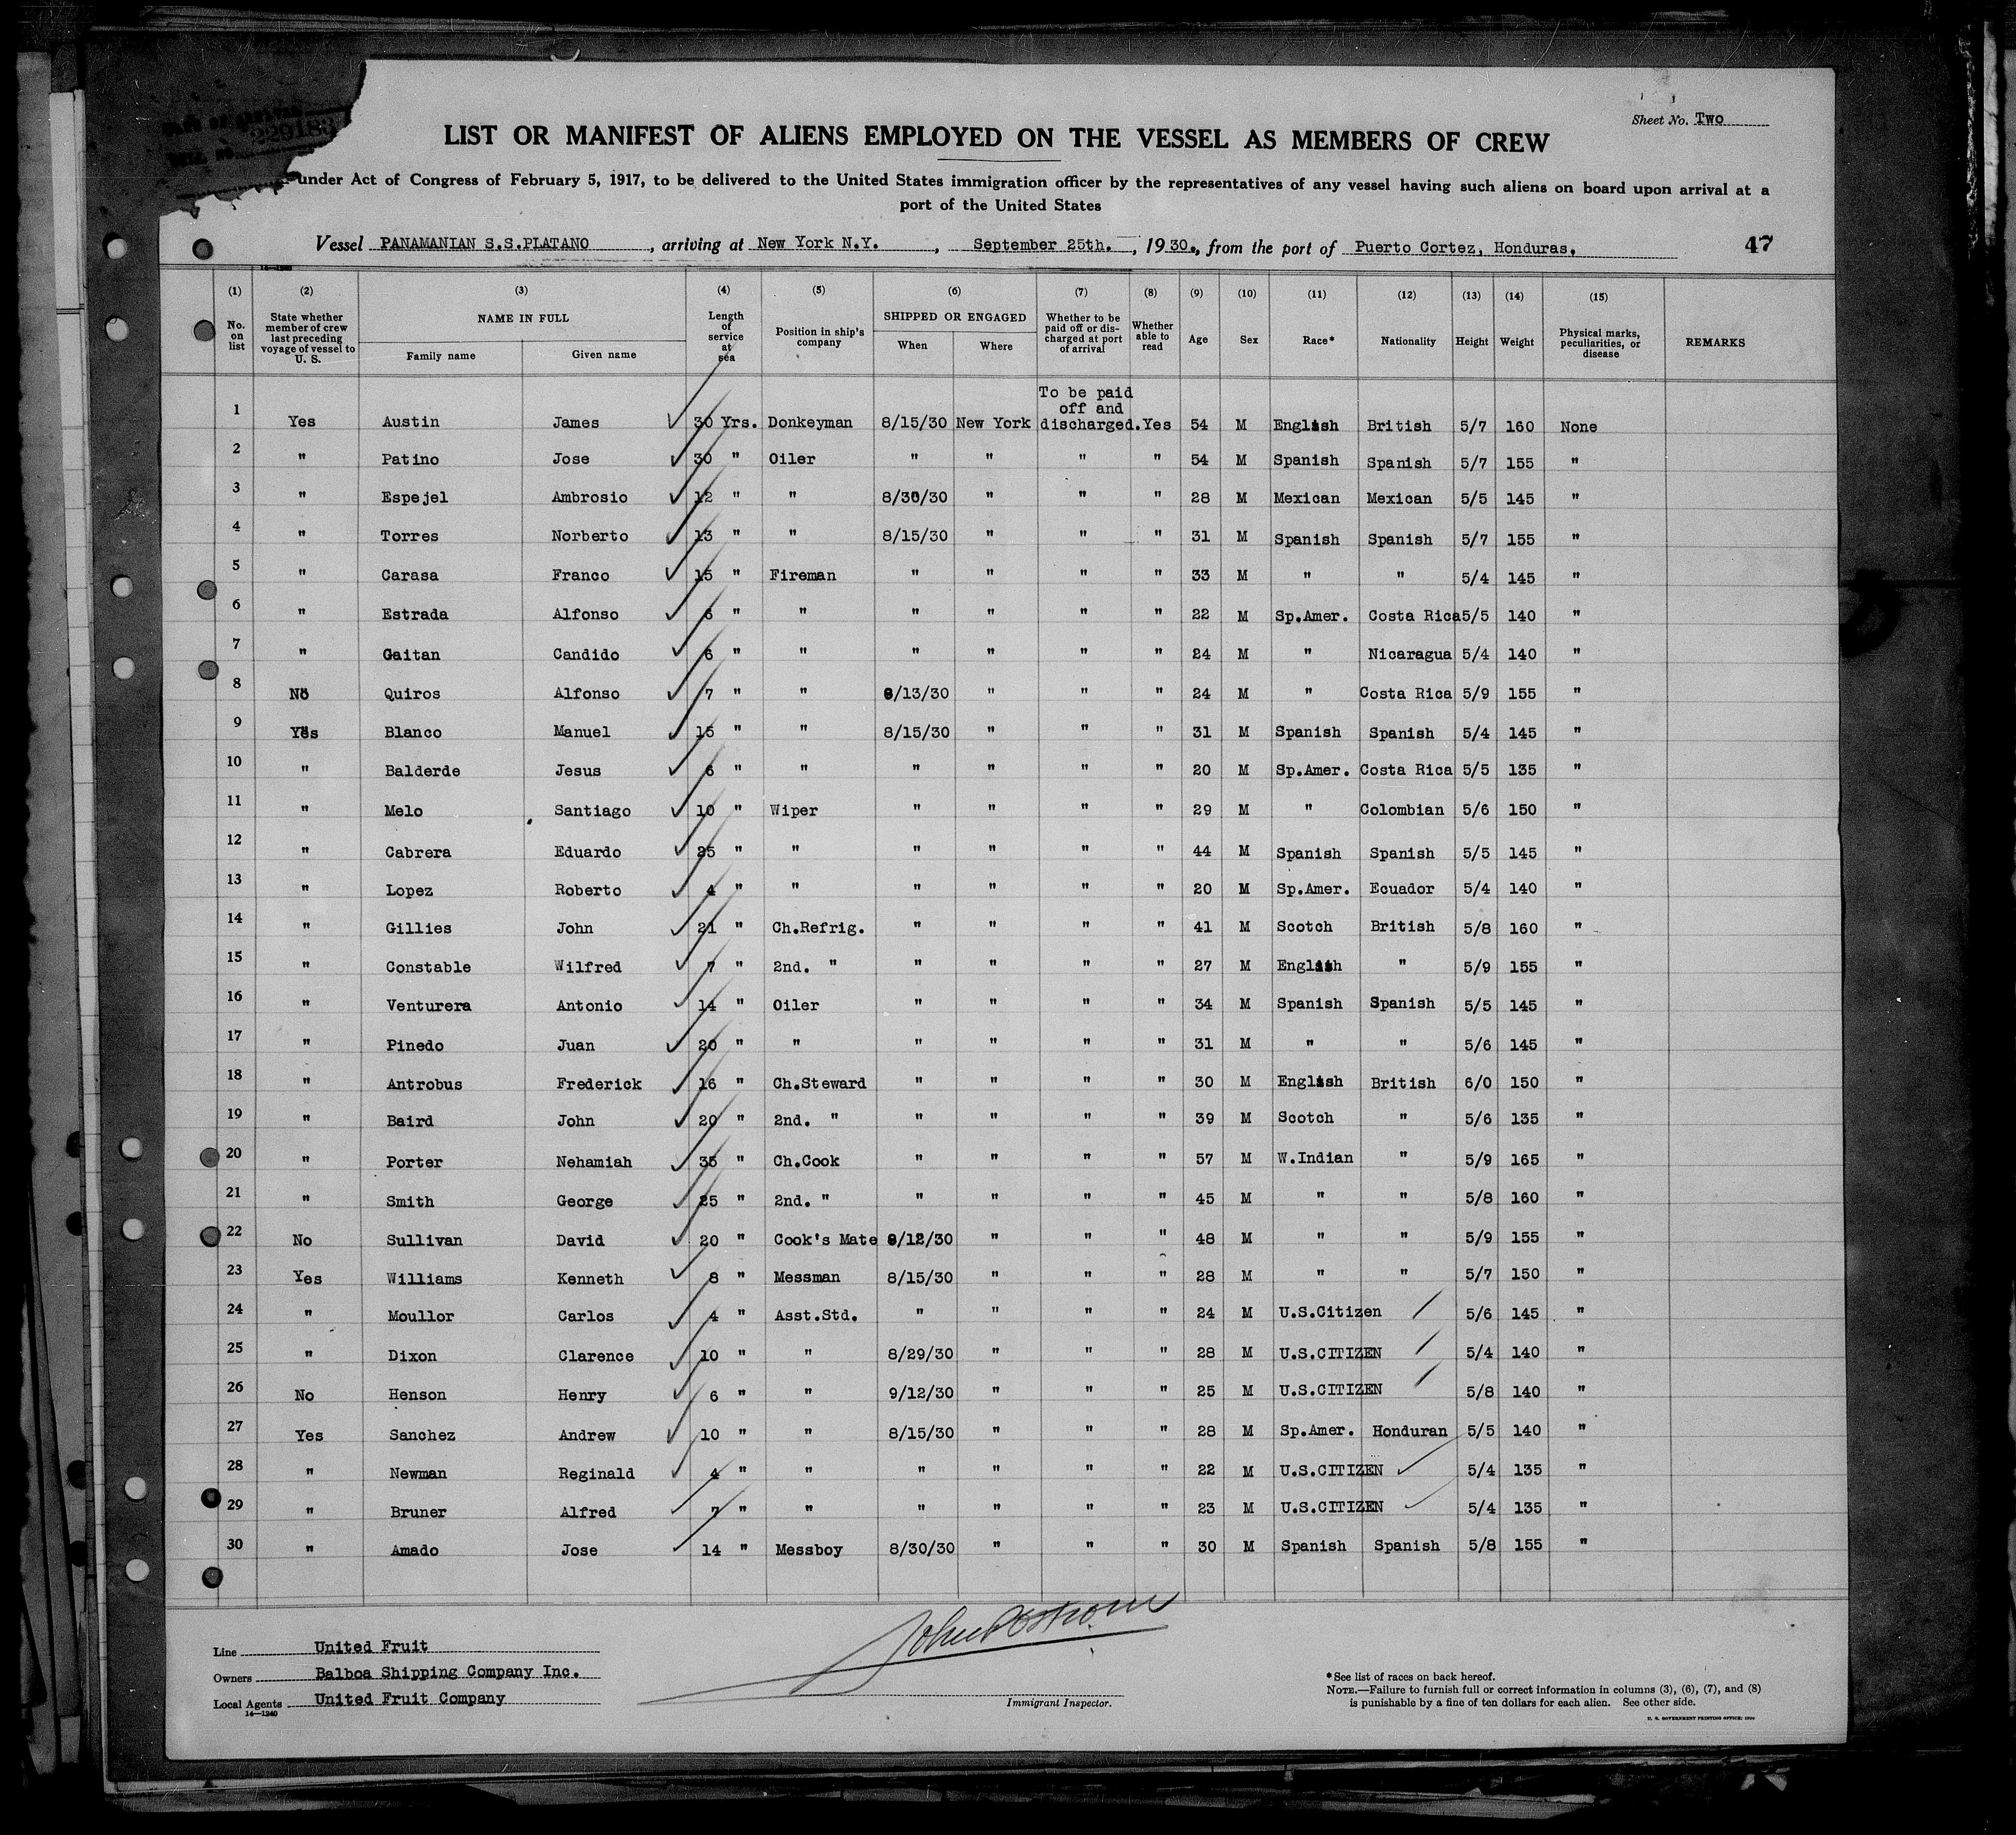 229183
Sheet No. Two
LIST OR MANIFEST OF ALIENS EMPLOYED ON THE VESSEL AS MEMBERS OF CREW
under Act of Congress of February 5, 1917, to be delivered to the United States immigration officer by the representatives of any vessel having such aliens on board upon arrival at a
port of the United States
Vessel PANAMANIAN S.S.PLATANO, arriving at New York N.Y., September 25th., 1930., from the port of Puerto Cortez, Honduras. 47
(1) (2) (3) (4) (5) (6) (7) (8) (9) (10) (11) (12) (13) (14) (15)
No. on list State whether member of crew last preceding voyage of vessel to U. S. NAME IN FULL Family name Given name Length of service at sea Position in ship's company SHIPPED OR ENGAGED When Where Whether to be paid off or discharged at port of arrival Whether able to read Age Sex Race* Nationality Height Weight Physical marks, peculiarities, or disease REMARKS
1 Yes Austin James 30 Yrs. Donkeyman 8/15/30 New York To be paid off and discharged. Yes 54 M English British 5/7 160 None
2 " Patino Jose 30 " Oiler " " " " 54 M Spanish Spanish 5/7 155 "
3 " Espejel Ambrosio 12 " " 8/30/30 " " " 28 M Mexican Mexican 5/5 145 "
4 " Torres Norberto 13 " " 8/15/30 " " " 31 M Spanish Spanish 5/7 155 "
5 " Carasa Franco 15 " Fireman " " " " 33 M " " 5/4 145 "
6 " Estrada Alfonso 6 " " " " " " 22 M Sp.Amer. Costa Rica 5/5 140 "
7 " Gaitan Candido 6 " " " " " " 24 M " Nicaragua 5/4 140 "
8 No Quiros Alfonso 7 " " /13/30 " " " 24 M " Costa Rica 5/9 155 "
9 Yes Blanco Manuel 15 " " 8/15/30 " " " 31 M Spanish Spanish 5/4 145 "
10 " Balderde Jesus 6 " " " " " " 20 M Sp.Amer. Costa Rica 5/5 135 "
11 " Melo Santiago 10 " Wiper " " " " 29 M " Colombian 5/6 150 "
12 " Cabrera Eduardo 25 " " " " " " 44 M Spanish Spanish 5/5 145 "
13 " Lopez Roberto 4 " " " " " " 20 M Sp.Amer. Ecuador 5/4 140 "
14 " Gillies John 21 " Ch.Refrig. " " " " 41 M Scotch British 5/8 160 "
15 " Constable Wilfred 7 " 2nd. " " " " " 27 M English " 5/9 155 "
16 " Venturera Antonio 14 " Oiler " " " " 34 M Spanish Spanish 5/5 145 "
17 " Pinedo Juan 20 " " " " " " 31 M " " 5/6 145 "
18 " Antrobus Frederick 16 " Ch.Steward " " " " 30 M English British 6/0 150 "
19 " Baird John 20 " 2nd. " " " " " 39 M Scotch " 5/6 135 "
20 " Porter Nehamiah 35 " Ch.Cook " " " " 57 M W.Indian " 5/9 165 "
21 " Smith George 25 " 2nd. " " " " " 45 M " " 5/8 160 "
22 No Sullivan David 20 " Cook's Mate 9/12/30 " " " 48 M " " 5/9 155 "
23 Yes Williams Kenneth 8 " Messman 8/15/30 " " " 28 M " " 5/7 150 "
24 " Moullor Carlos 4 " Asst.Std. " " " " 24 M U.S.Citizen 5/6 145 "
25 " Dixon Clarence 10 " " 8/29/30 " " " 28 M U.S.CITIZEN 5/4 140 "
26 No Henson Henry 6 " " 9/12/30 " " " 25 M U.S.CITIZEN 5/8 140 "
27 Yes Sanchez Andrew 10 " " 8/15/30 " " " 28 M Sp.Amer. Honduran 5/5 140 "
28 " Newman Reginald 4 " " " " " " 22 M U.S.CITIZEN 5/4 135 "
29 " Bruner Alfred 7 " " " " " " 23 M U.S.CITIZEN 5/4 135 "
30 " Amado Jose 14 " Messboy 8/30/30 " " " 30 M Spanish Spanish 5/8 155 "
Line United Fruit
Owners Balboa Shipping Company Inc.
Local Agents United Fruit Company
14—1240
Immigrant Inspector.
*See list of races on back hereof.
NOTE.—Failure to furnish full or correct information in columns (3), (6), (7), and (8)
is punishable by a fine of ten dollars for each alien. See other side.